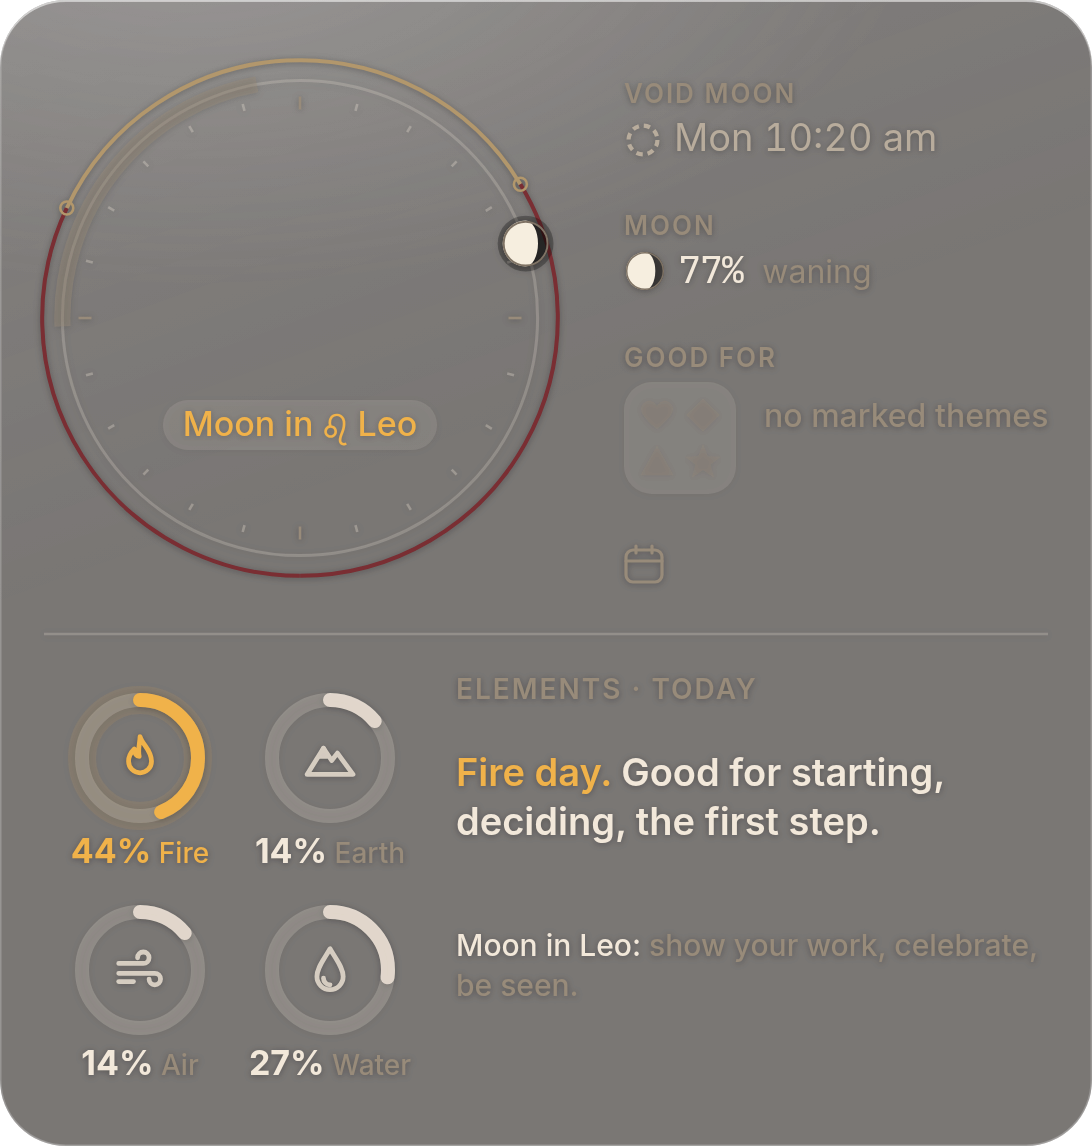 VOID MOON
Mon 10:20 am
MOON
77% waning
GOOD FOR
no marked themes
Moon in ♌ Leo
ELEMENTS · TODAY
Fire day. Good for starting,
deciding, the first step.
44% Fire
14% Earth
Moon in Leo: show your work, celebrate,
be seen.
14% Air
27% Water